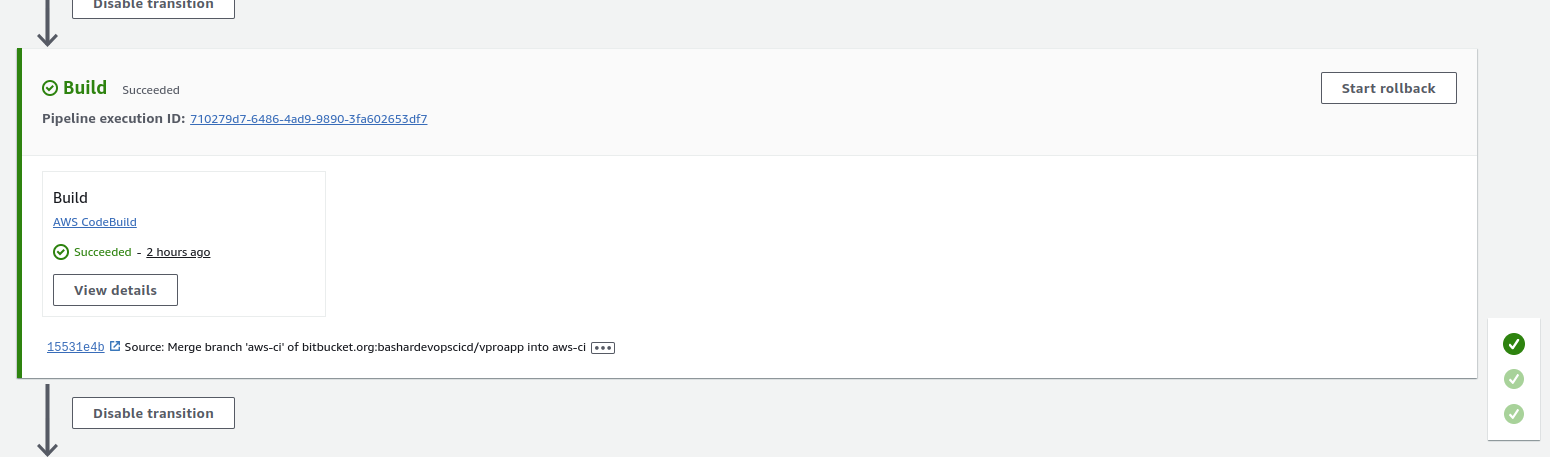 Disable transition
Build Succeeded
Start rollback
Pipeline execution ID: 710279d7-6486-4ad9-9890-3fa602653df7
Build
AWS CodeBuild
Succeeded - 2 hours ago
View details
15531e4b Source: Merge branch 'aws-ci' of bitbucket.org:bashardevopscicd/vproapp into aws-ci
Disable transition